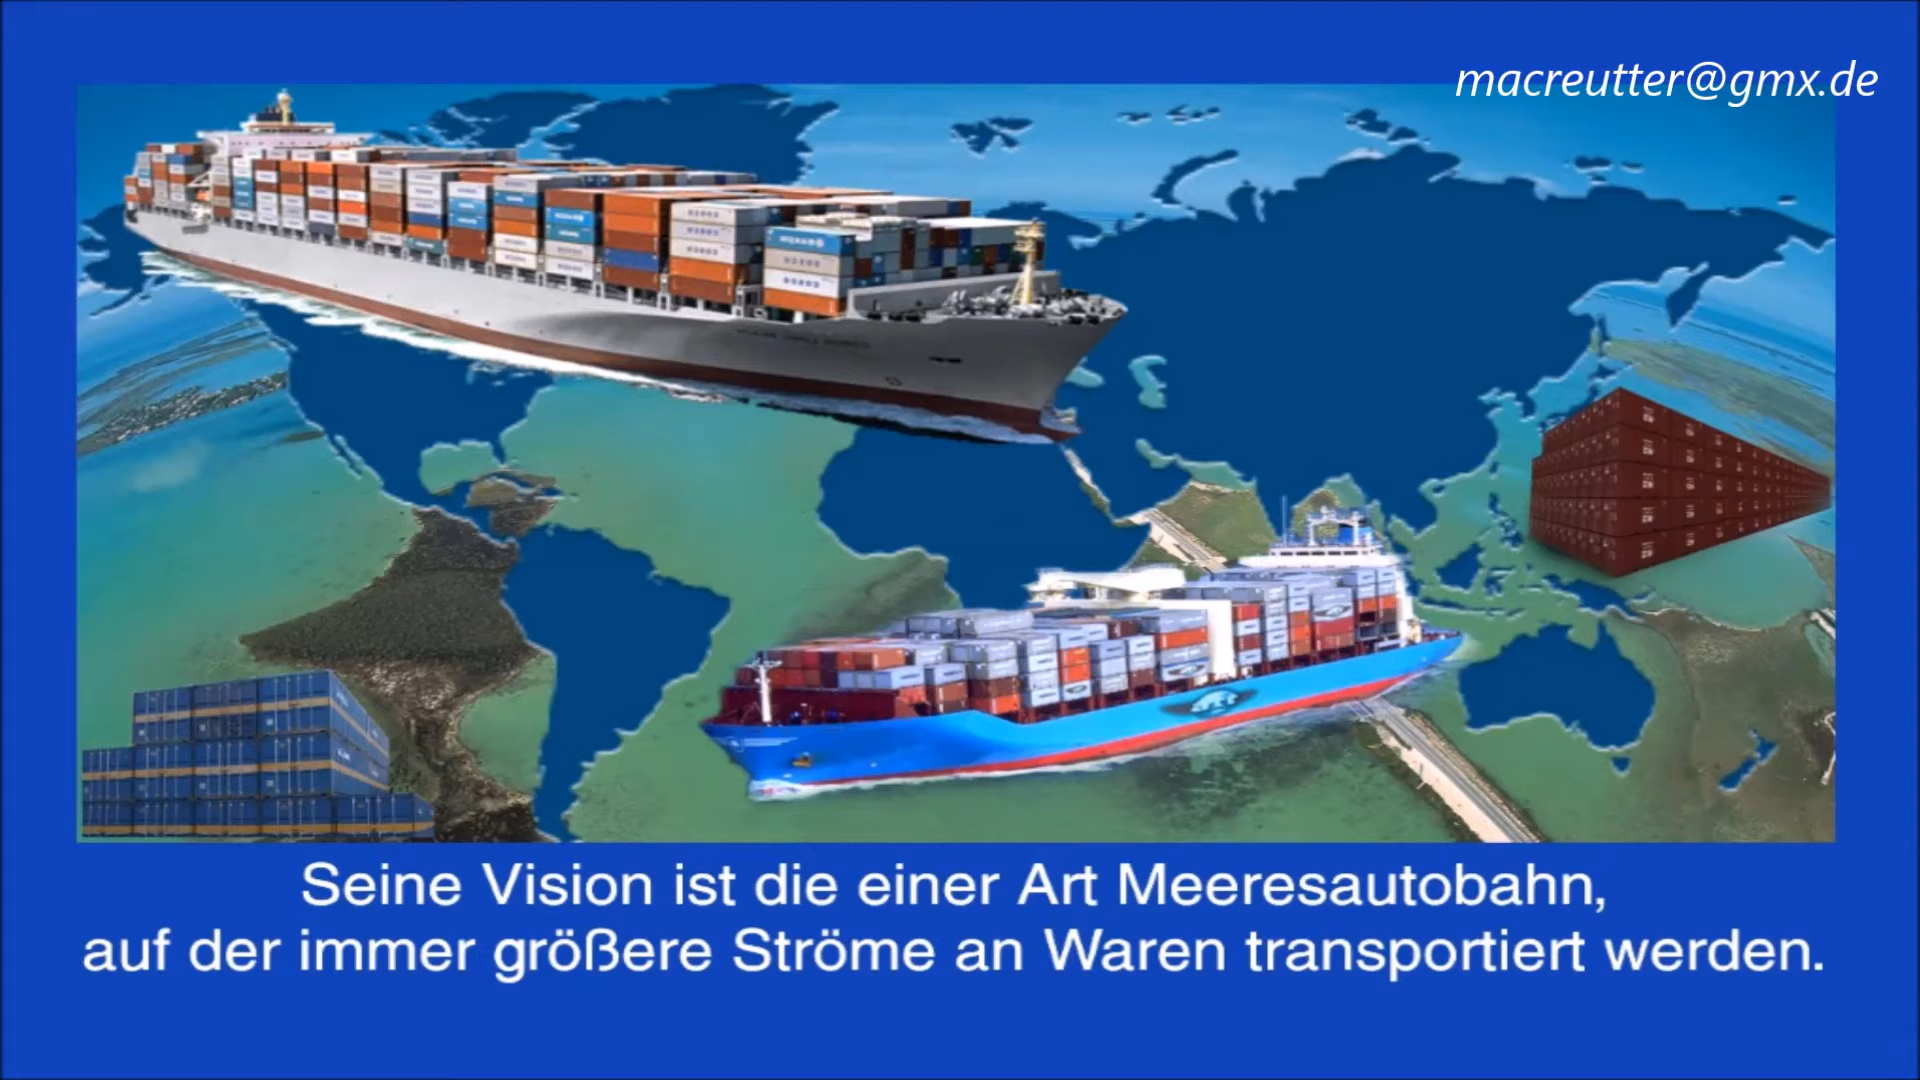 macreutter@gmx.de
Seine Vision ist die einer Art Meeresautobahn,
auf der immer größere Ströme an Waren transportiert werden.